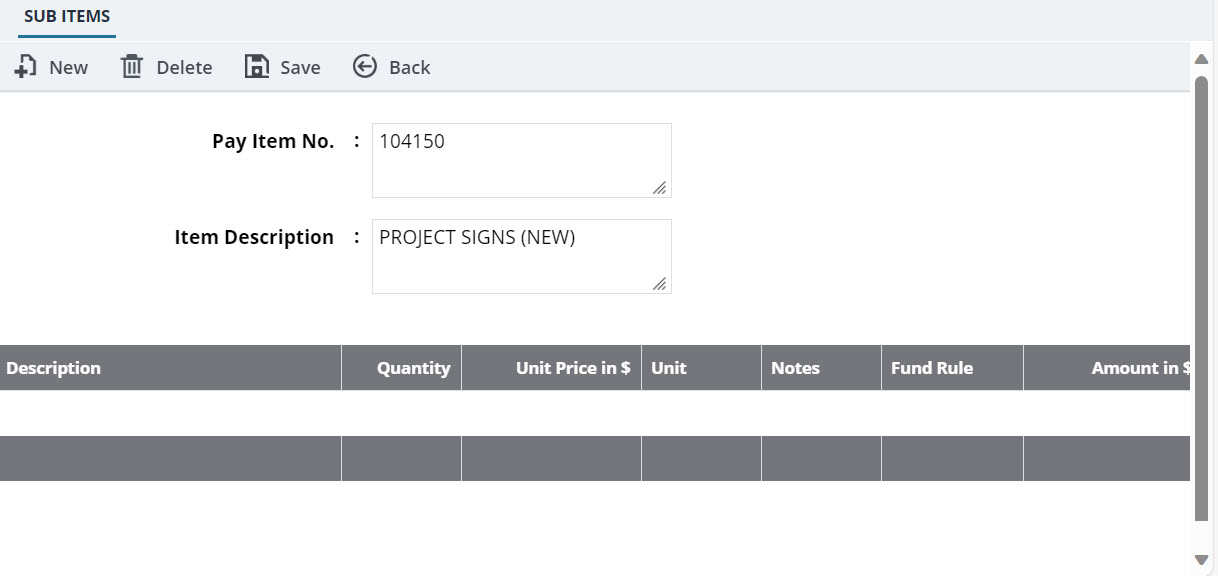 SUB ITEMS
New Delete Save Back
Pay Item No. : 104150
Item Description : PROJECT SIGNS (NEW)
Description Quantity Unit Price in $ Unit Notes Fund Rule Amount in $